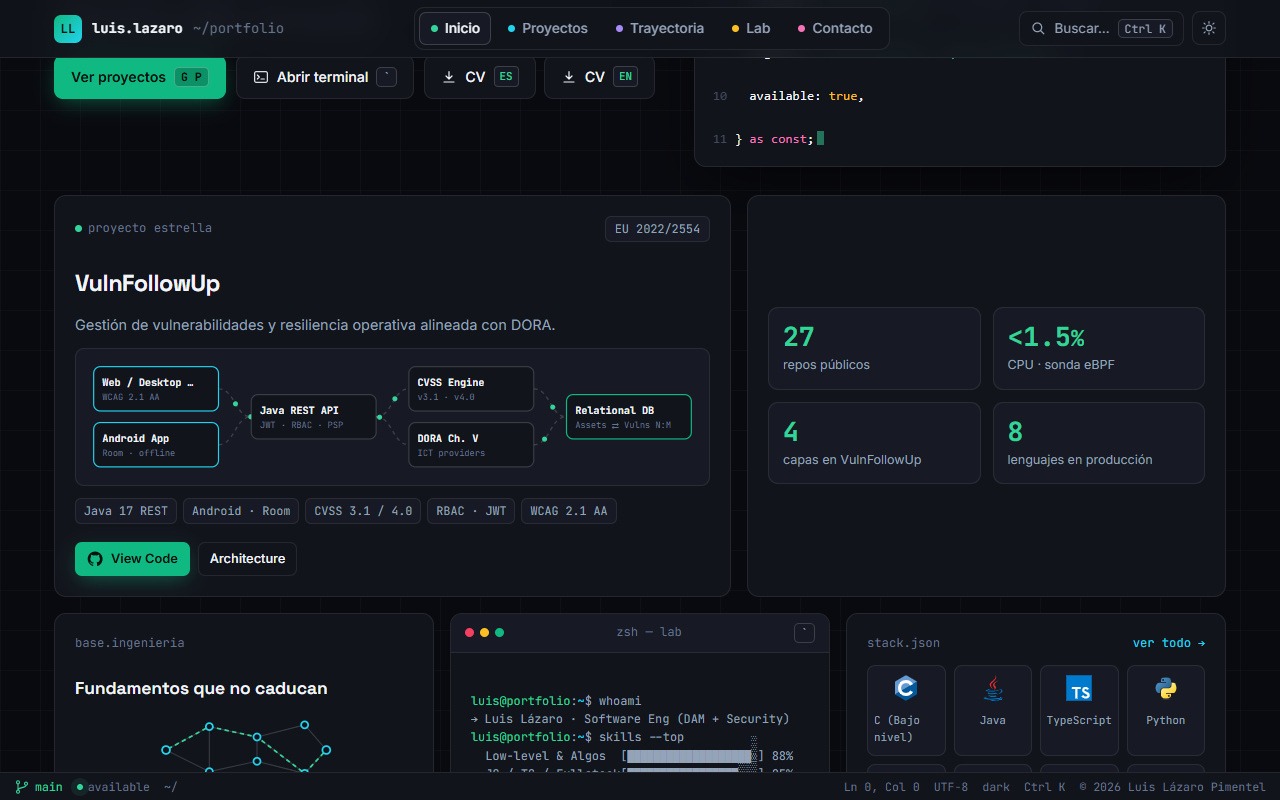 LL luis.lazaro ~/portfolio
Inicio Proyectos Trayectoria Lab Contacto
Buscar... Ctrl K
Ver proyectos G P
Abrir terminal `
CV ES
CV EN
10 available: true,
11 } as const;
proyecto estrella
EU 2022/2554
VulnFollowUp
Gestión de vulnerabilidades y resiliencia operativa alineada con DORA.
Web / Desktop …
WCAG 2.1 AA
Android App
Room · offline
Java REST API
JWT · RBAC · PSP
CVSS Engine
v3.1 · v4.0
DORA Ch. V
ICT providers
Relational DB
Assets ⇄ Vulns N:M
Java 17 REST
Android · Room
CVSS 3.1 / 4.0
RBAC · JWT
WCAG 2.1 AA
View Code
Architecture
27
repos públicos
<1.5%
CPU · sonda eBPF
4
capas en VulnFollowUp
8
lenguajes en producción
base.ingenieria
Fundamentos que no caducan
zsh — lab `
luis@portfolio:~$ whoami
→ Luis Lázaro · Software Eng (DAM + Security)
luis@portfolio:~$ skills --top
Low-level & Algos [██████████████████░] 88%
stack.json
ver todo →
C (Bajo
nivel)
Java
TS
TypeScript
Python
main available ~/
Ln 0, Col 0 UTF-8 dark Ctrl K © 2026 Luis Lázaro Pimentel